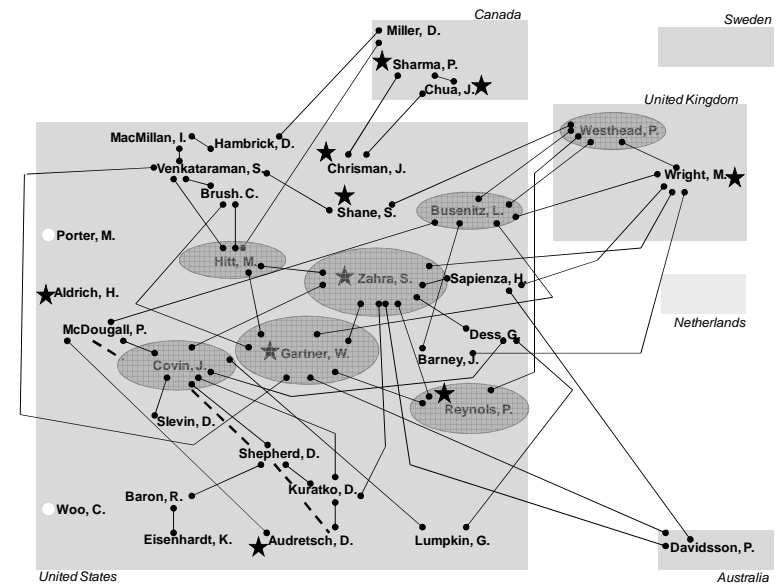 Canada
Sweden
Miller, D.
Sharma, P.
Chua, J.
United Kingdom
MacMillan, I.
Hambrick, D.
Westhead, P.
Venkataraman, S.
Chrisman, J.
Wright, M.
Brush. C.
Shane, S.
Busenitz, L.
Porter, M.
Hitt, M.
Zahra, S.
Sapienza, H.
Aldrich, H.
Netherlands
McDougall, P.
Dess, G.
Gartner, W.
Barney, J.
Covin, J.
Reynols, P.
Slevin, D.
Shepherd, D.
Kuratko, D.
Baron, R.
Woo, C.
Eisenhardt, K.
Audretsch, D.
Lumpkin, G.
Davidsson, P.
United States
Australia